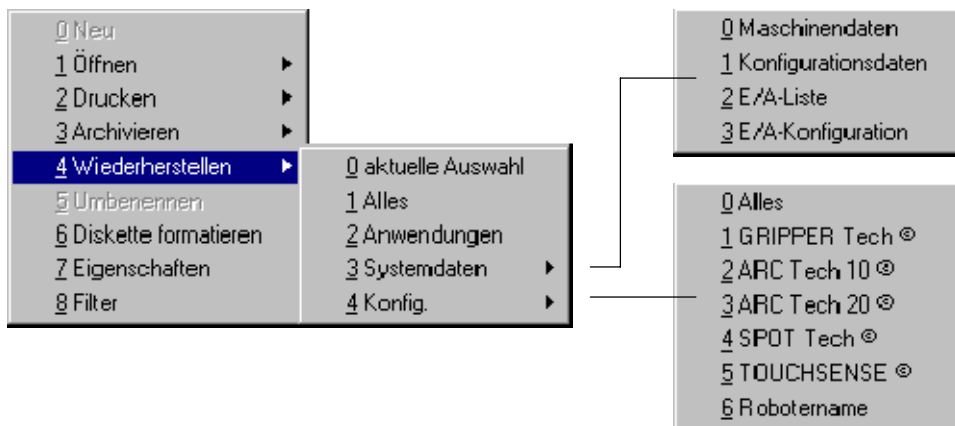 0 Neu
1 Öffnen
2 Drucken
3 Archivieren
4 Wiederherstellen
5 Umbenennen
6 Diskette formatieren
7 Eigenschaften
8 Filter
0 aktuelle Auswahl
1 Alles
2 Anwendungen
3 Systemdaten
4 Konfig.
0 Maschinendaten
1 Konfigurationsdaten
2 E/A-Liste
3 E/A-Konfiguration
0 Alles
1 GRIPPER Tech ©
2 ARC Tech 10 ©
3 ARC Tech 20 ©
4 SPOT Tech ©
5 TOUCHSENSE ©
6 Robotername